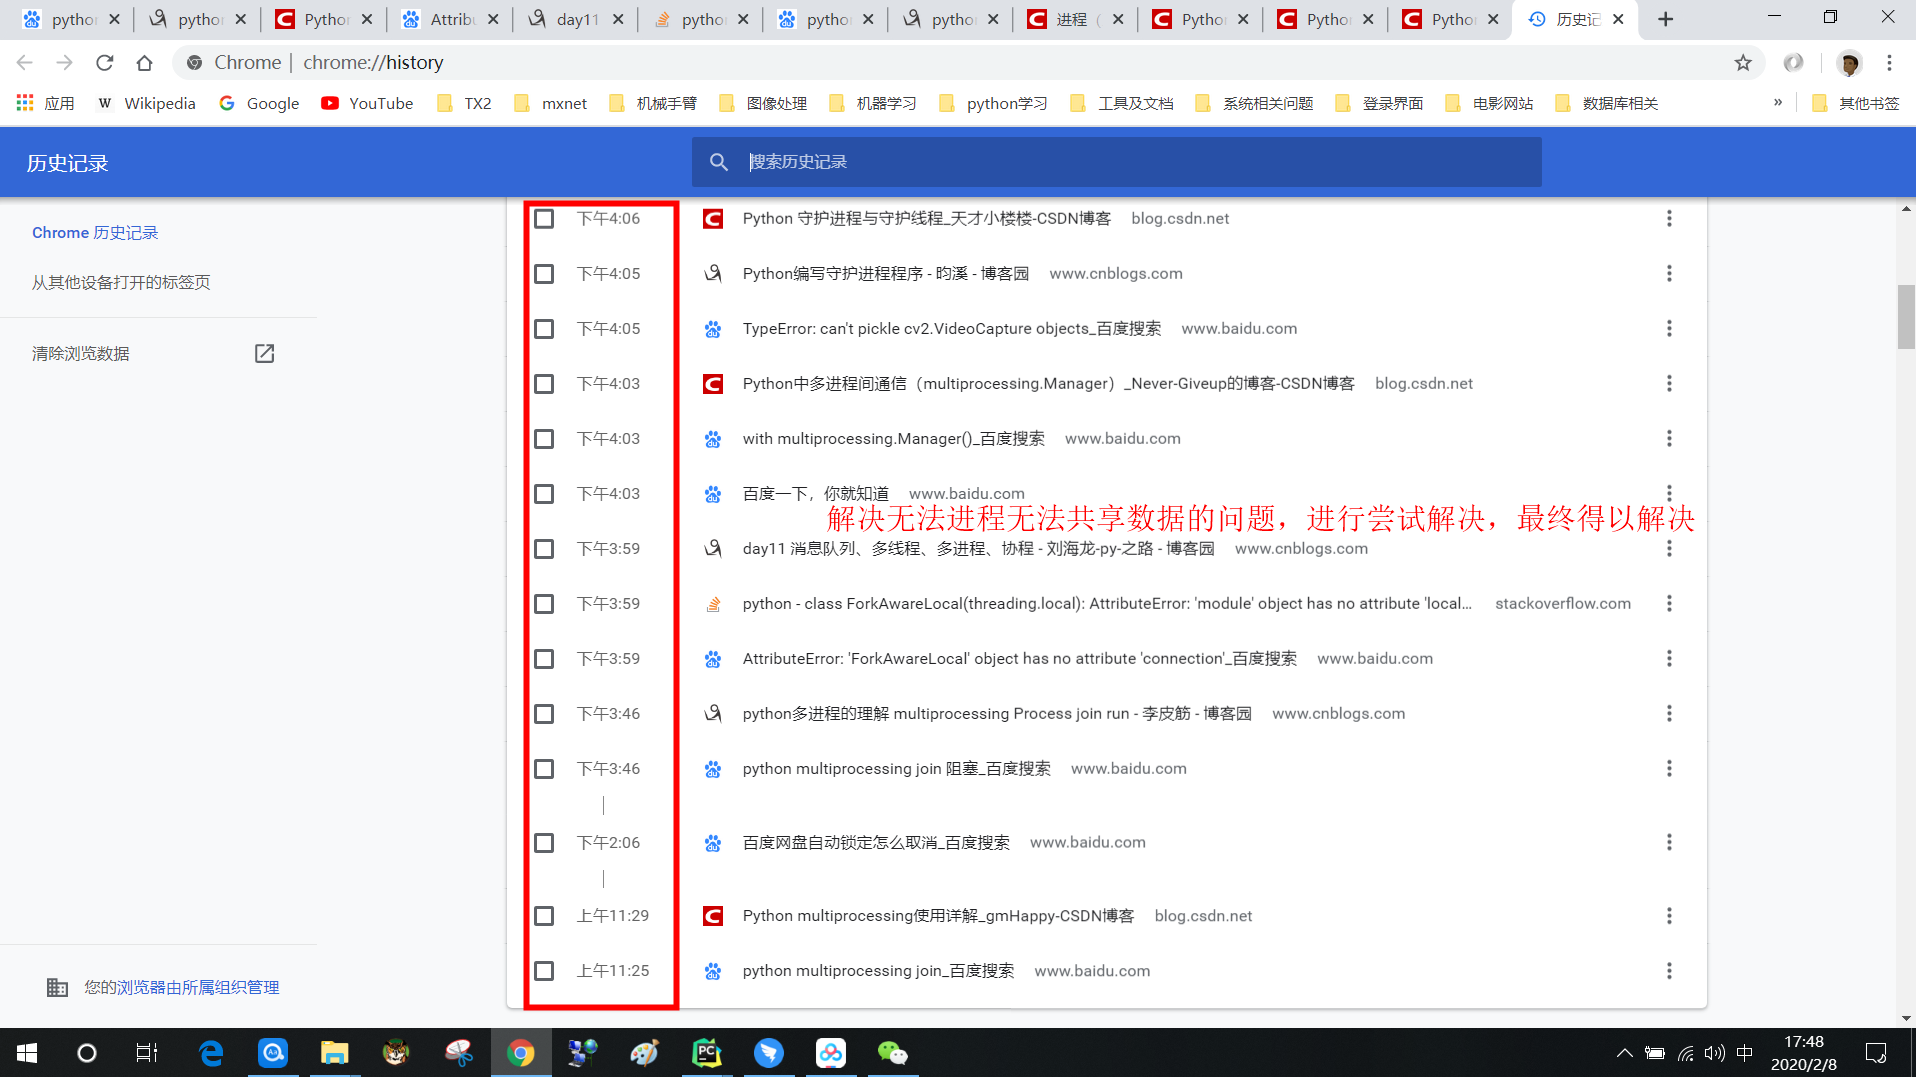 pythor
pythor
Pythor
Attribu
day11
pythor
pythor
pythor
进程（
Pythor
Pythor
Pythor
历史记
Chrome | chrome://history
应用
W Wikipedia
Google
YouTube
TX2
mxnet
机械手臂
图像处理
机器学习
python学习
工具及文档
系统相关问题
登录界面
电影网站
数据库相关
»
其他书签
历史记录
搜索历史记录
Chrome 历史记录
从其他设备打开的标签页
清除浏览数据
您的浏览器由所属组织管理
下午4:06 Python 守护进程与守护线程_天才小楼楼-CSDN博客 blog.csdn.net
下午4:05 Python编写守护进程程序 - 昀溪 - 博客园 www.cnblogs.com
下午4:05 TypeError: can't pickle cv2.VideoCapture objects_百度搜索 www.baidu.com
下午4:03 Python中多进程间通信（multiprocessing.Manager）_Never-Giveup的博客-CSDN博客 blog.csdn.net
下午4:03 with multiprocessing.Manager()_百度搜索 www.baidu.com
下午4:03 百度一下，你就知道 www.baidu.com
解决无法进程无法共享数据的问题，进行尝试解决，最终得以解决
下午3:59 day11 消息队列、多线程、多进程、协程 - 刘海龙-py-之路 - 博客园 www.cnblogs.com
下午3:59 python - class ForkAwareLocal(threading.local): AttributeError: 'module' object has no attribute 'local... stackoverflow.com
下午3:59 AttributeError: 'ForkAwareLocal' object has no attribute 'connection'_百度搜索 www.baidu.com
下午3:46 python多进程的理解 multiprocessing Process join run - 李皮筋 - 博客园 www.cnblogs.com
下午3:46 python multiprocessing join 阻塞_百度搜索 www.baidu.com
下午2:06 百度网盘自动锁定怎么取消_百度搜索 www.baidu.com
上午11:29 Python multiprocessing使用详解_gmHappy-CSDN博客 blog.csdn.net
上午11:25 python multiprocessing join_百度搜索 www.baidu.com
中
17:48
2020/2/8